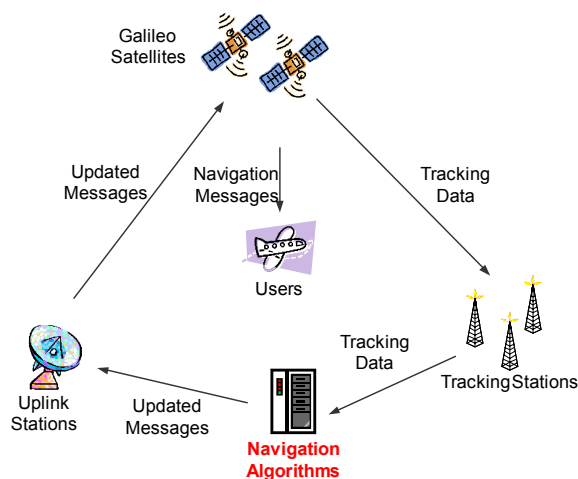 Galileo
Satellites
Updated
Messages
Navigation
Messages
Tracking
Data
Users
Tracking
Data
Tracking Stations
Uplink
Stations
Updated
Messages
Navigation
Algorithms